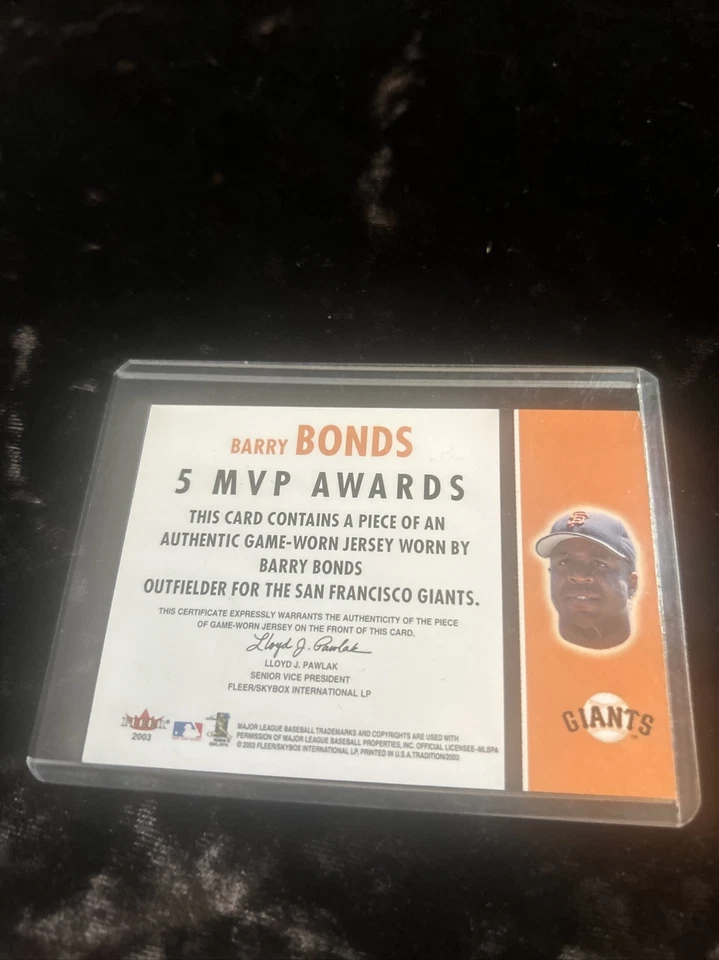 BARRY BONDS
5 MVP AWARDS
THIS CARD CONTAINS A PIECE OF AN
AUTHENTIC GAME-WORN JERSEY WORN BY
BARRY BONDS
OUTFIELDER FOR THE SAN FRANCISCO GIANTS.
THIS CERTIFICATE EXPRESSLY WARRANTS THE AUTHENTICITY OF THE PIECE
OF GAME-WORN JERSEY ON THE FRONT OF THIS CARD.
Lloyd J. Pawlak
LLOYD J. PAWLAK
SENIOR VICE PRESIDENT
FLEER/SKYBOX INTERNATIONAL LP
FLEER
2003
MAJOR LEAGUE BASEBALL TRADEMARKS AND COPYRIGHTS ARE USED WITH
PERMISSION OF MAJOR LEAGUE BASEBALL PROPERTIES, INC. OFFICIAL LICENSEES-MLBPA
© 2003 FLEER/SKYBOX INTERNATIONAL LP, PRINTED IN U.S.A. TRADITION/2003
SF
GIANTS